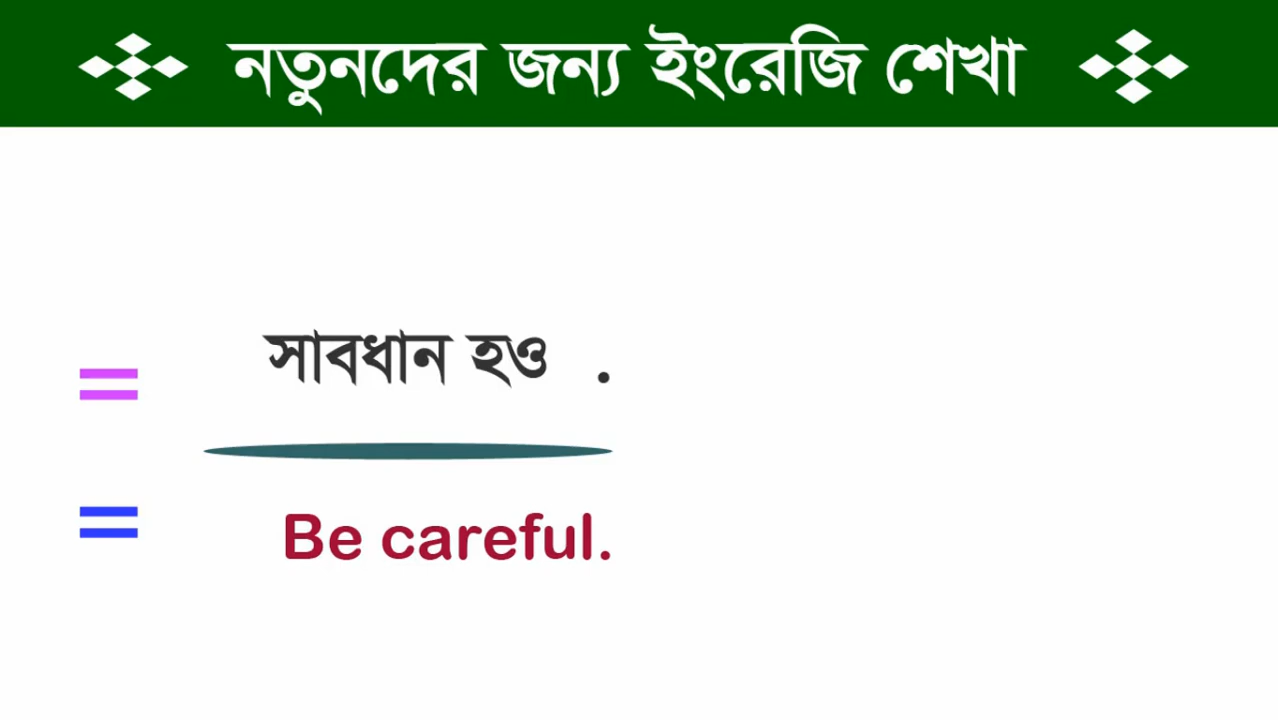 নতুনদের জন্য ইংরেজি শেখা
= সাবধান হও .
= Be careful.